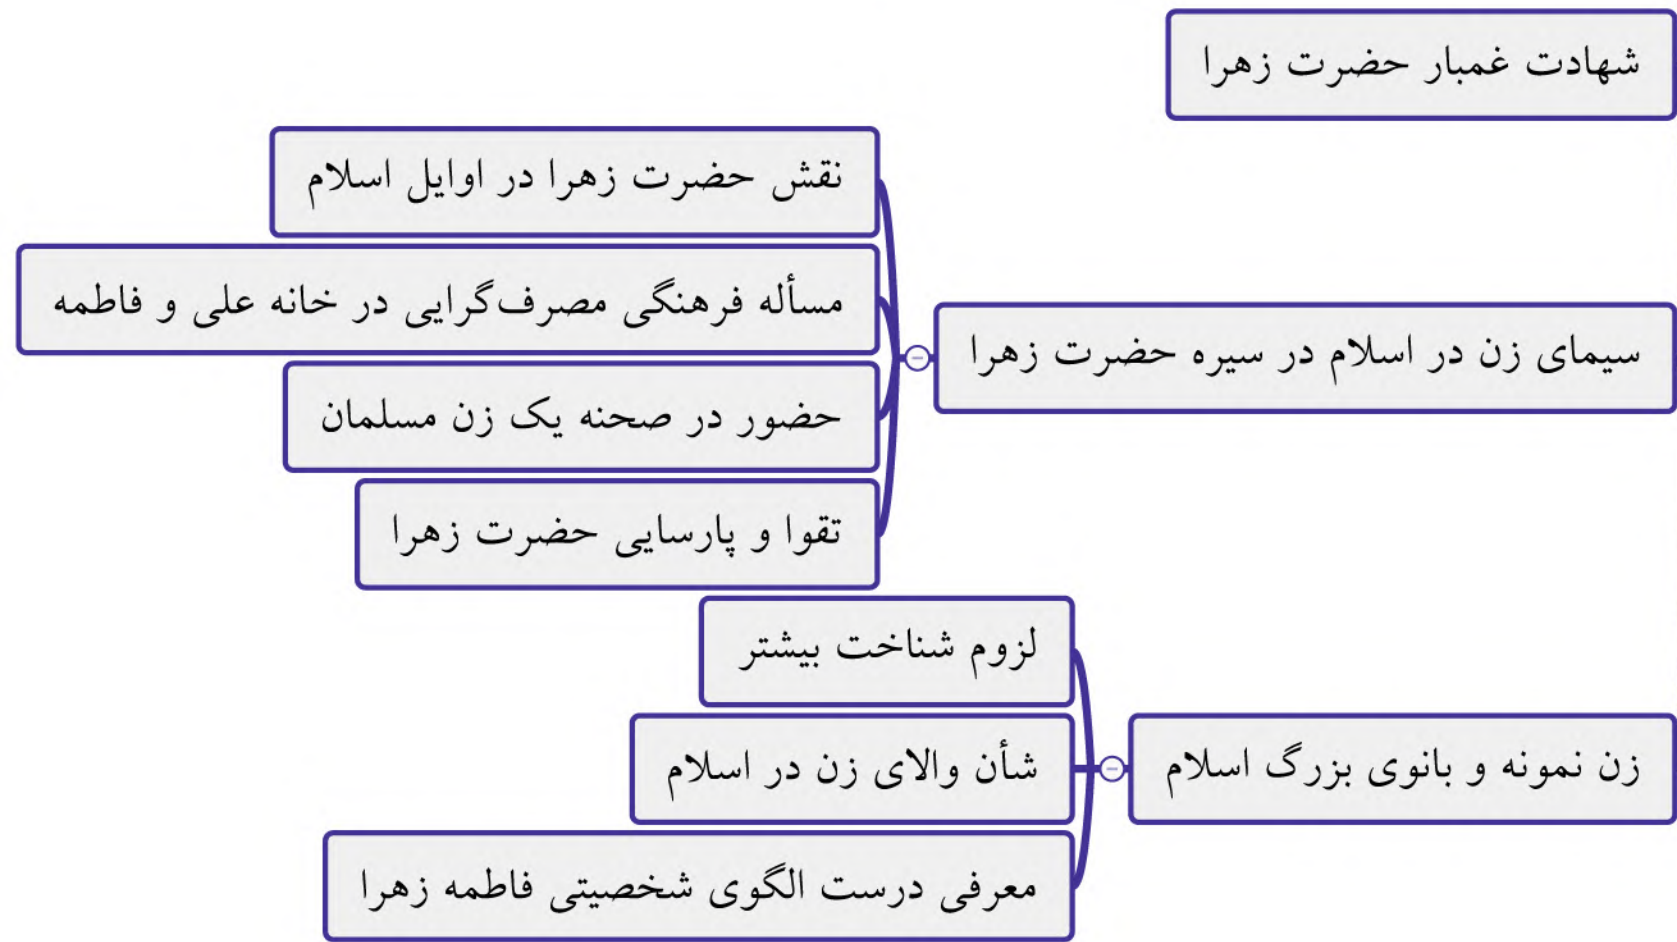 شهادت غمبار حضرت زهرا
سیمای زن در اسلام در سیره حضرت زهرا
نقش حضرت زهرا در اوایل اسلام
مسأله فرهنگی مصرف‌گرایی در خانه علی و فاطمه
حضور در صحنه یک زن مسلمان
تقوا و پارسایی حضرت زهرا
زن نمونه و بانوی بزرگ اسلام
لزوم شناخت بیشتر
شأن والای زن در اسلام
معرفی درست الگوی شخصیتی فاطمه زهرا